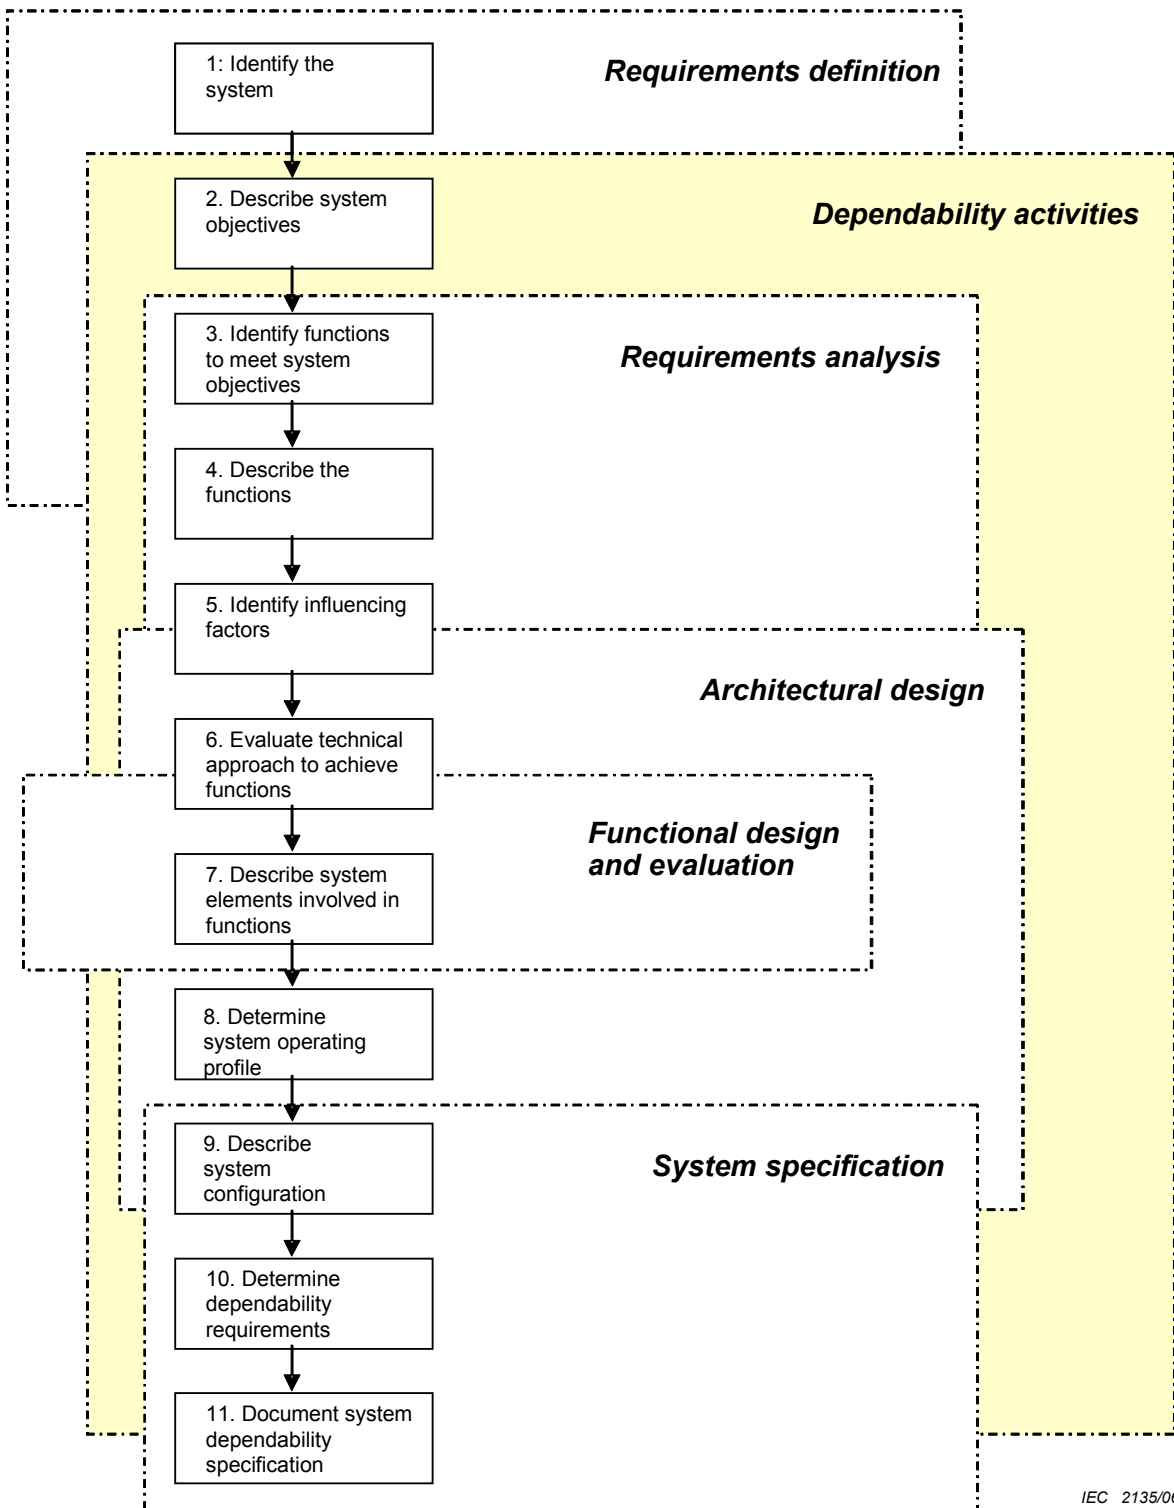 1: Identify the
system
Requirements definition
2. Describe system
objectives
Dependability activities
3. Identify functions
to meet system
objectives
Requirements analysis
4. Describe the
functions
5. Identify influencing
factors
Architectural design
6. Evaluate technical
approach to achieve
functions
Functional design
and evaluation
7. Describe system
elements involved in
functions
8. Determine
system operating
profile
9. Describe
system
configuration
System specification
10. Determine
dependability
requirements
11. Document system
dependability
specification
IEC 2135/06